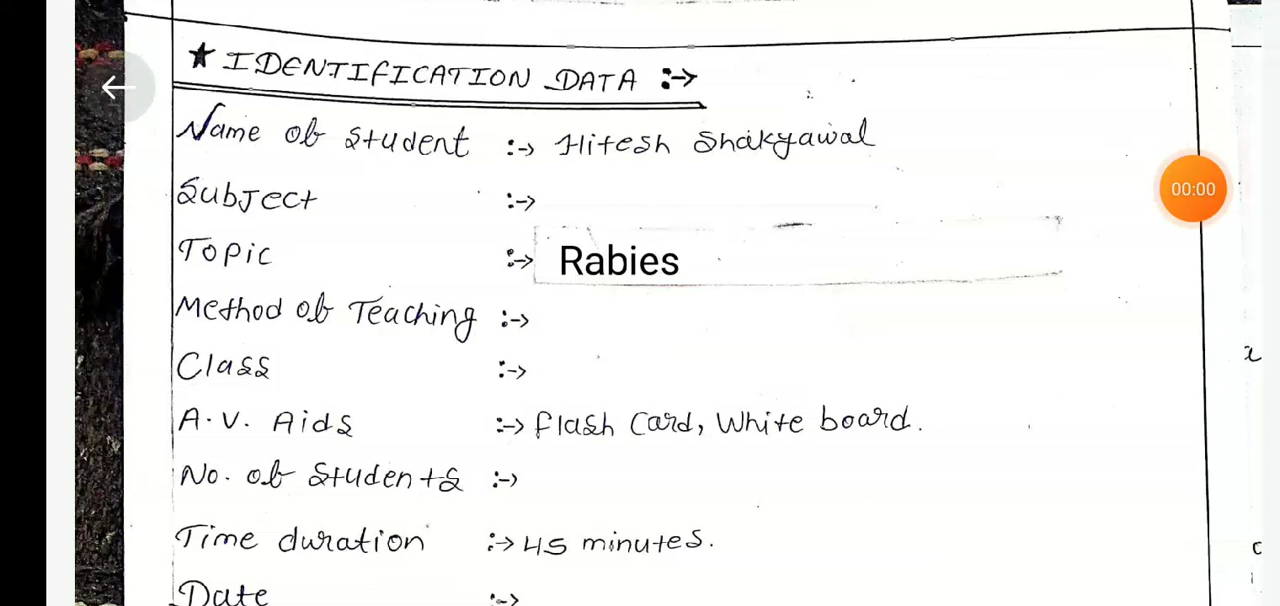 ★ IDENTIFICATION DATA :→
Name of Student :→ Hitesh Shakyawal
Subject :→
Topic :→ Rabies
Method of Teaching :→
Class :→
A.V. Aids :→ flash Card, White board.
No. of Students :→
Time duration :→ 45 minutes.
Date :→
00:00